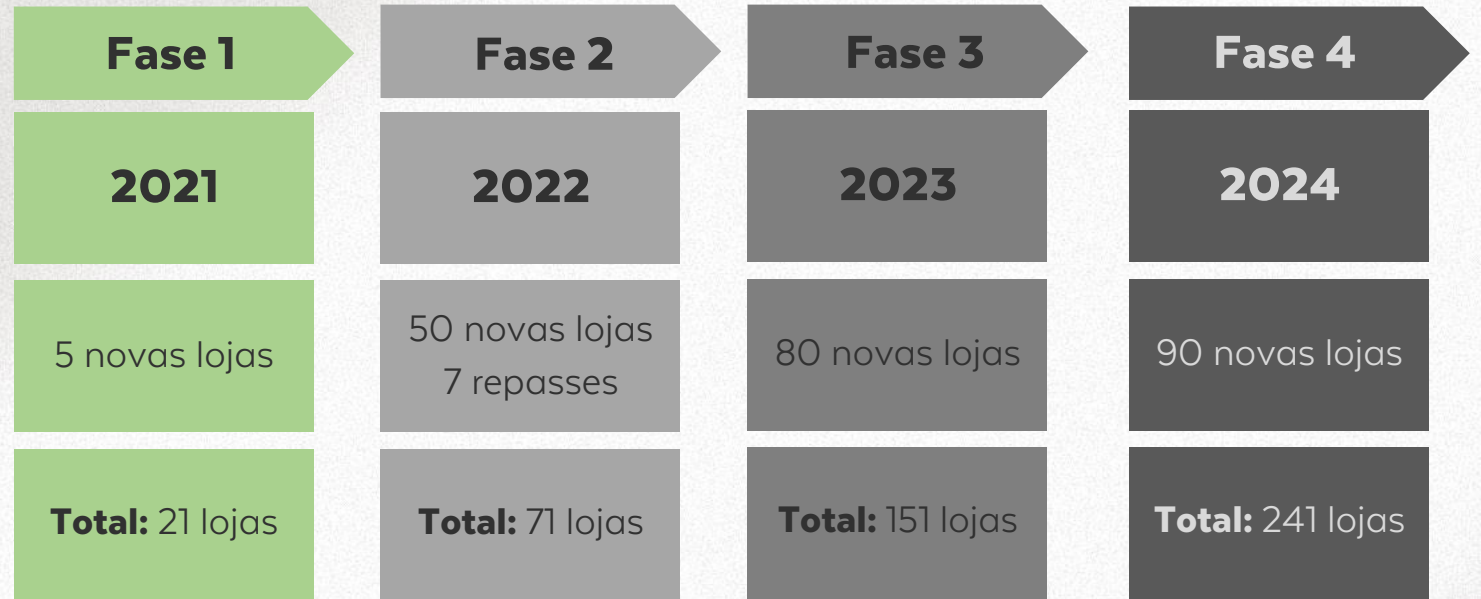 Fase 1
2021
5 novas lojas
Total: 21 lojas
Fase 2
2022
50 novas lojas
7 repasses
Total: 71 lojas
Fase 3
2023
80 novas lojas
Total: 151 lojas
Fase 4
2024
90 novas lojas
Total: 241 lojas